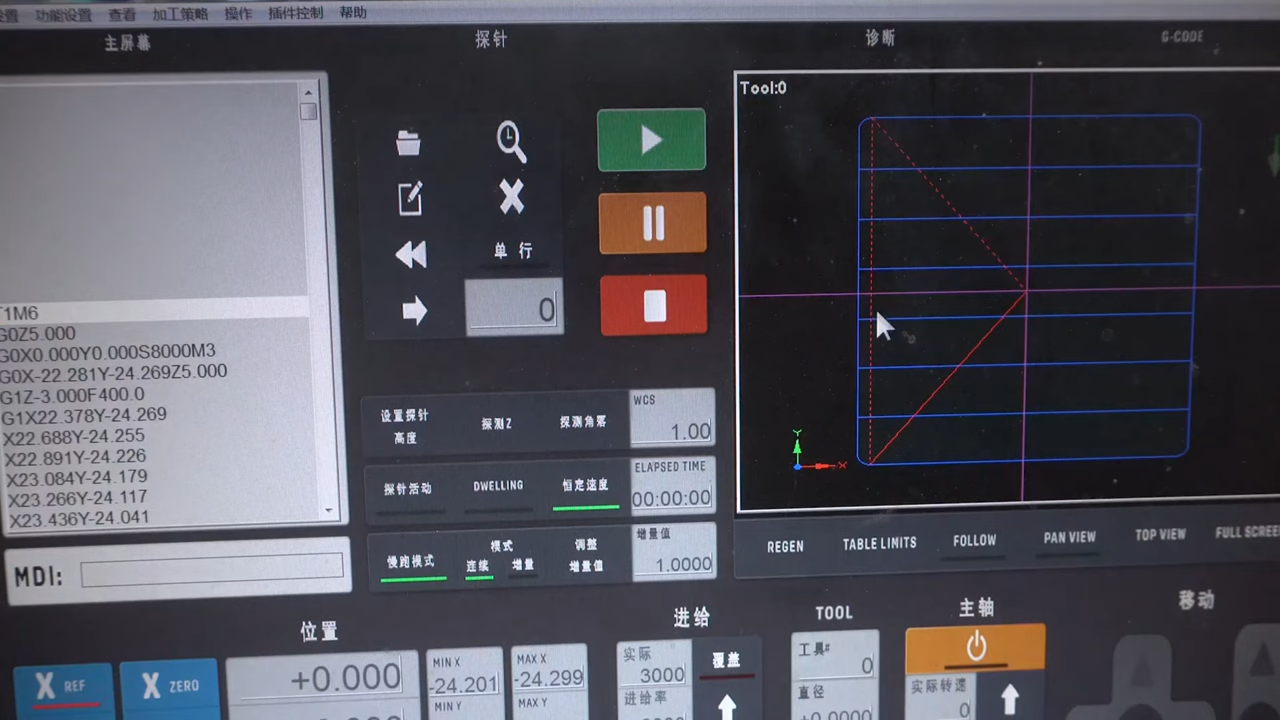 功能设置 查看 加工策略 操作 插件控制 帮助
主屏幕 探针 诊断 G-CODE
Tool:0
单行
0
T1M6
G0Z5.000
G0X0.000Y0.000S8000M3
G0X-22.281Y-24.269Z5.000
G1Z-3.000F400.0
G1X22.378Y-24.269
X22.688Y-24.255
X22.891Y-24.226
X23.084Y-24.179
X23.266Y-24.117
X23.436Y-24.041
MDI:
设置探针
高度
探测Z
探测角落
WCS
1.00
探针活动
DWELLING
恒定速度
ELAPSED TIME
00:00:00
慢跑模式
模式
连续 增量
调整
增量值
增量值
1.0000
Y
X
REGEN TABLE LIMITS FOLLOW PAN VIEW TOP VIEW FULL SCREE
位置
X REF
X ZERO
+0.000
MIN X
-24.201
MIN Y
MAX X
-24.299
MAX Y
进给
实际
3000
进给率
覆盖
TOOL
工具#
0
直径
+0.0000
主轴
实际转速
0
移动